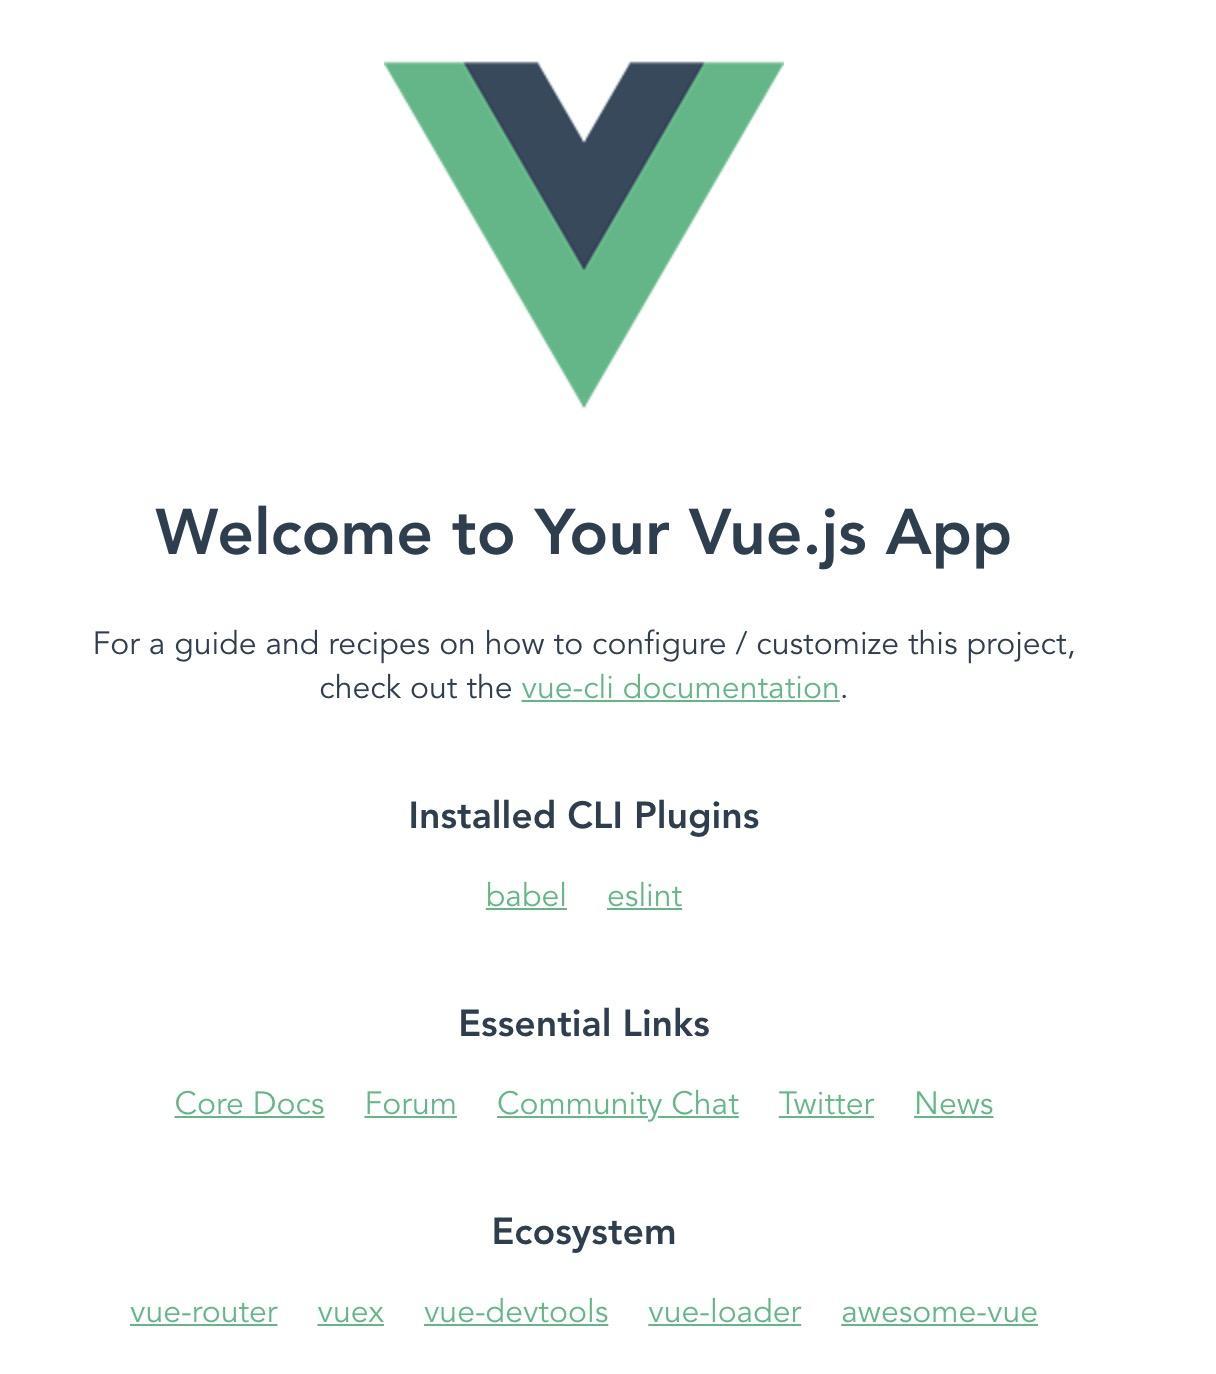 Welcome to Your Vue.js App
For a guide and recipes on how to configure / customize this project,
check out the vue-cli documentation.
Installed CLI Plugins
babel eslint
Essential Links
Core Docs Forum Community Chat Twitter News
Ecosystem
vue-router vuex vue-devtools vue-loader awesome-vue